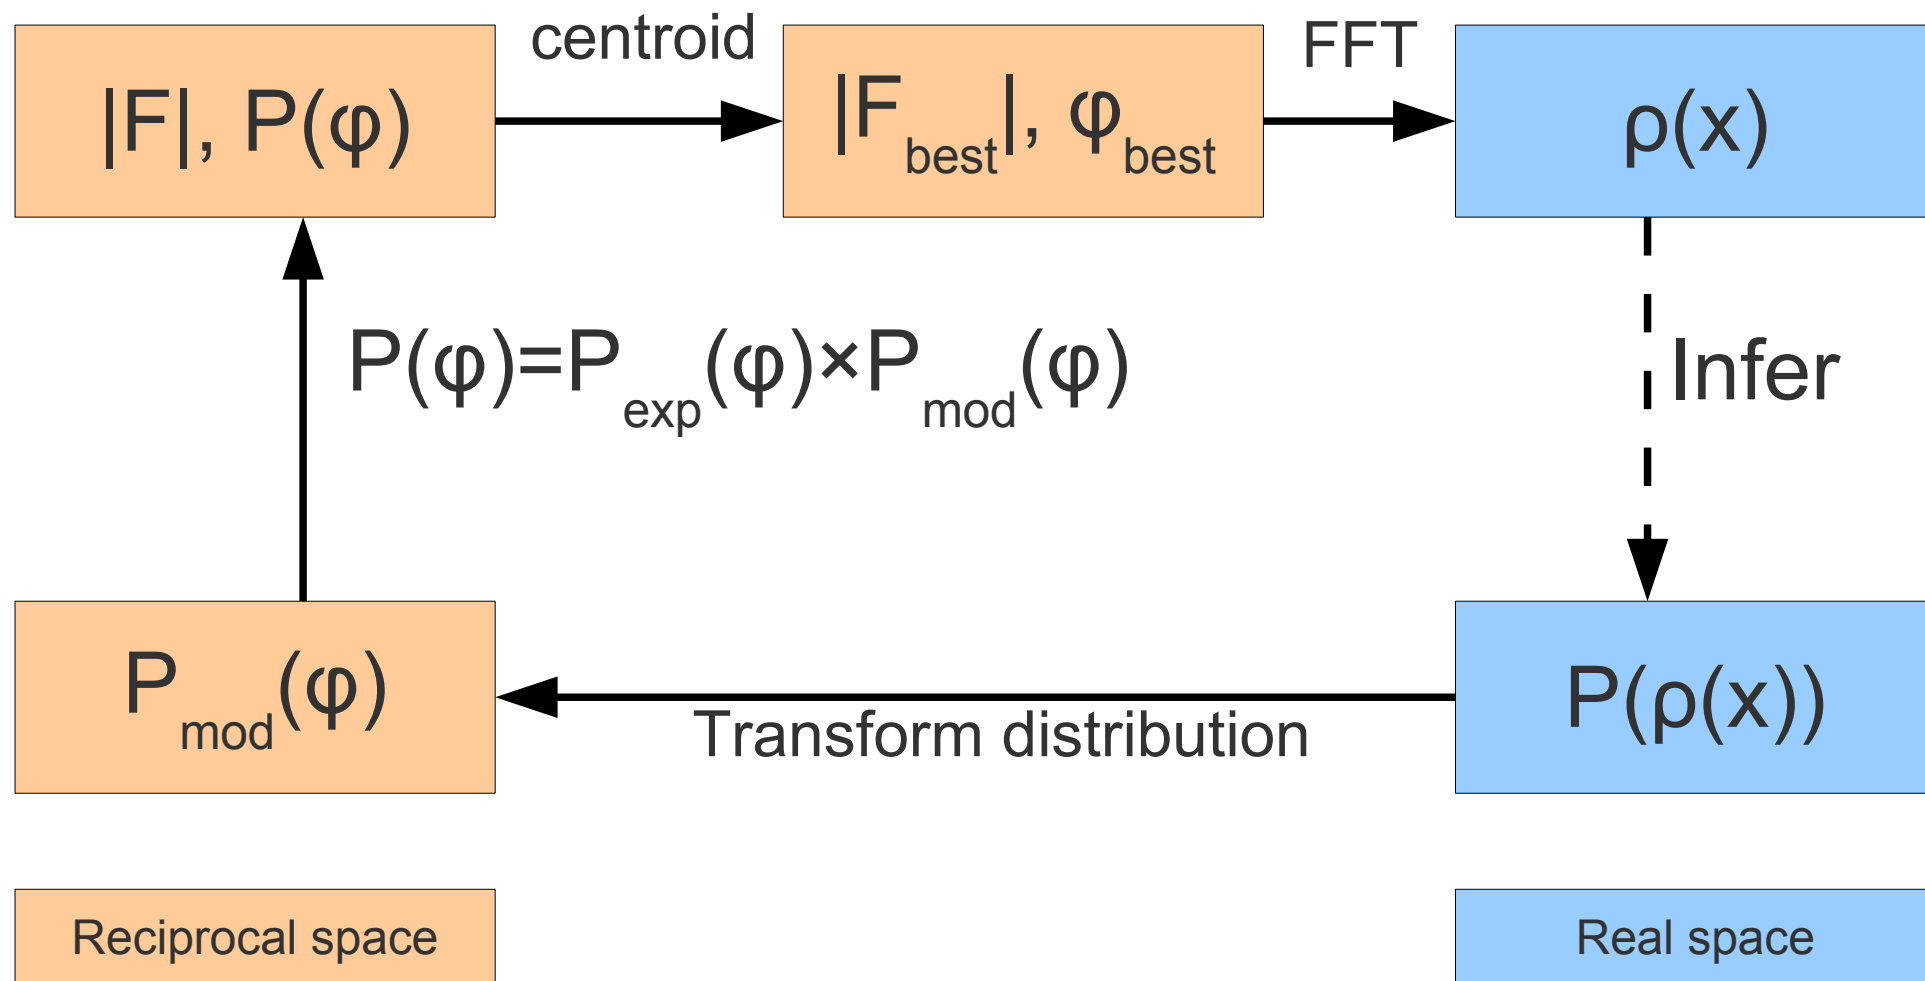 centroid
FFT
|F|, P(φ)
|F_best|, φ_best
ρ(x)
P(φ)=P_exp(φ)×P_mod(φ)
Infer
P_mod(φ)
Transform distribution
P(ρ(x))
Reciprocal space
Real space